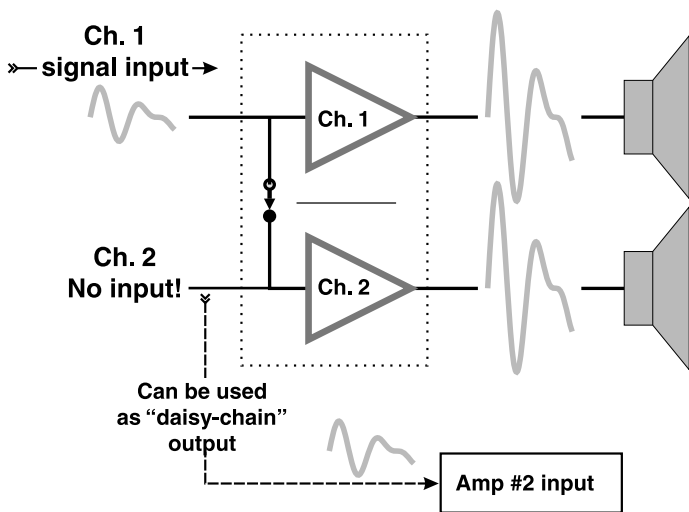 Ch. 1
signal input
Ch. 1
Ch. 2
No input!
Ch. 2
Can be used
as “daisy-chain”
output
Amp #2 input